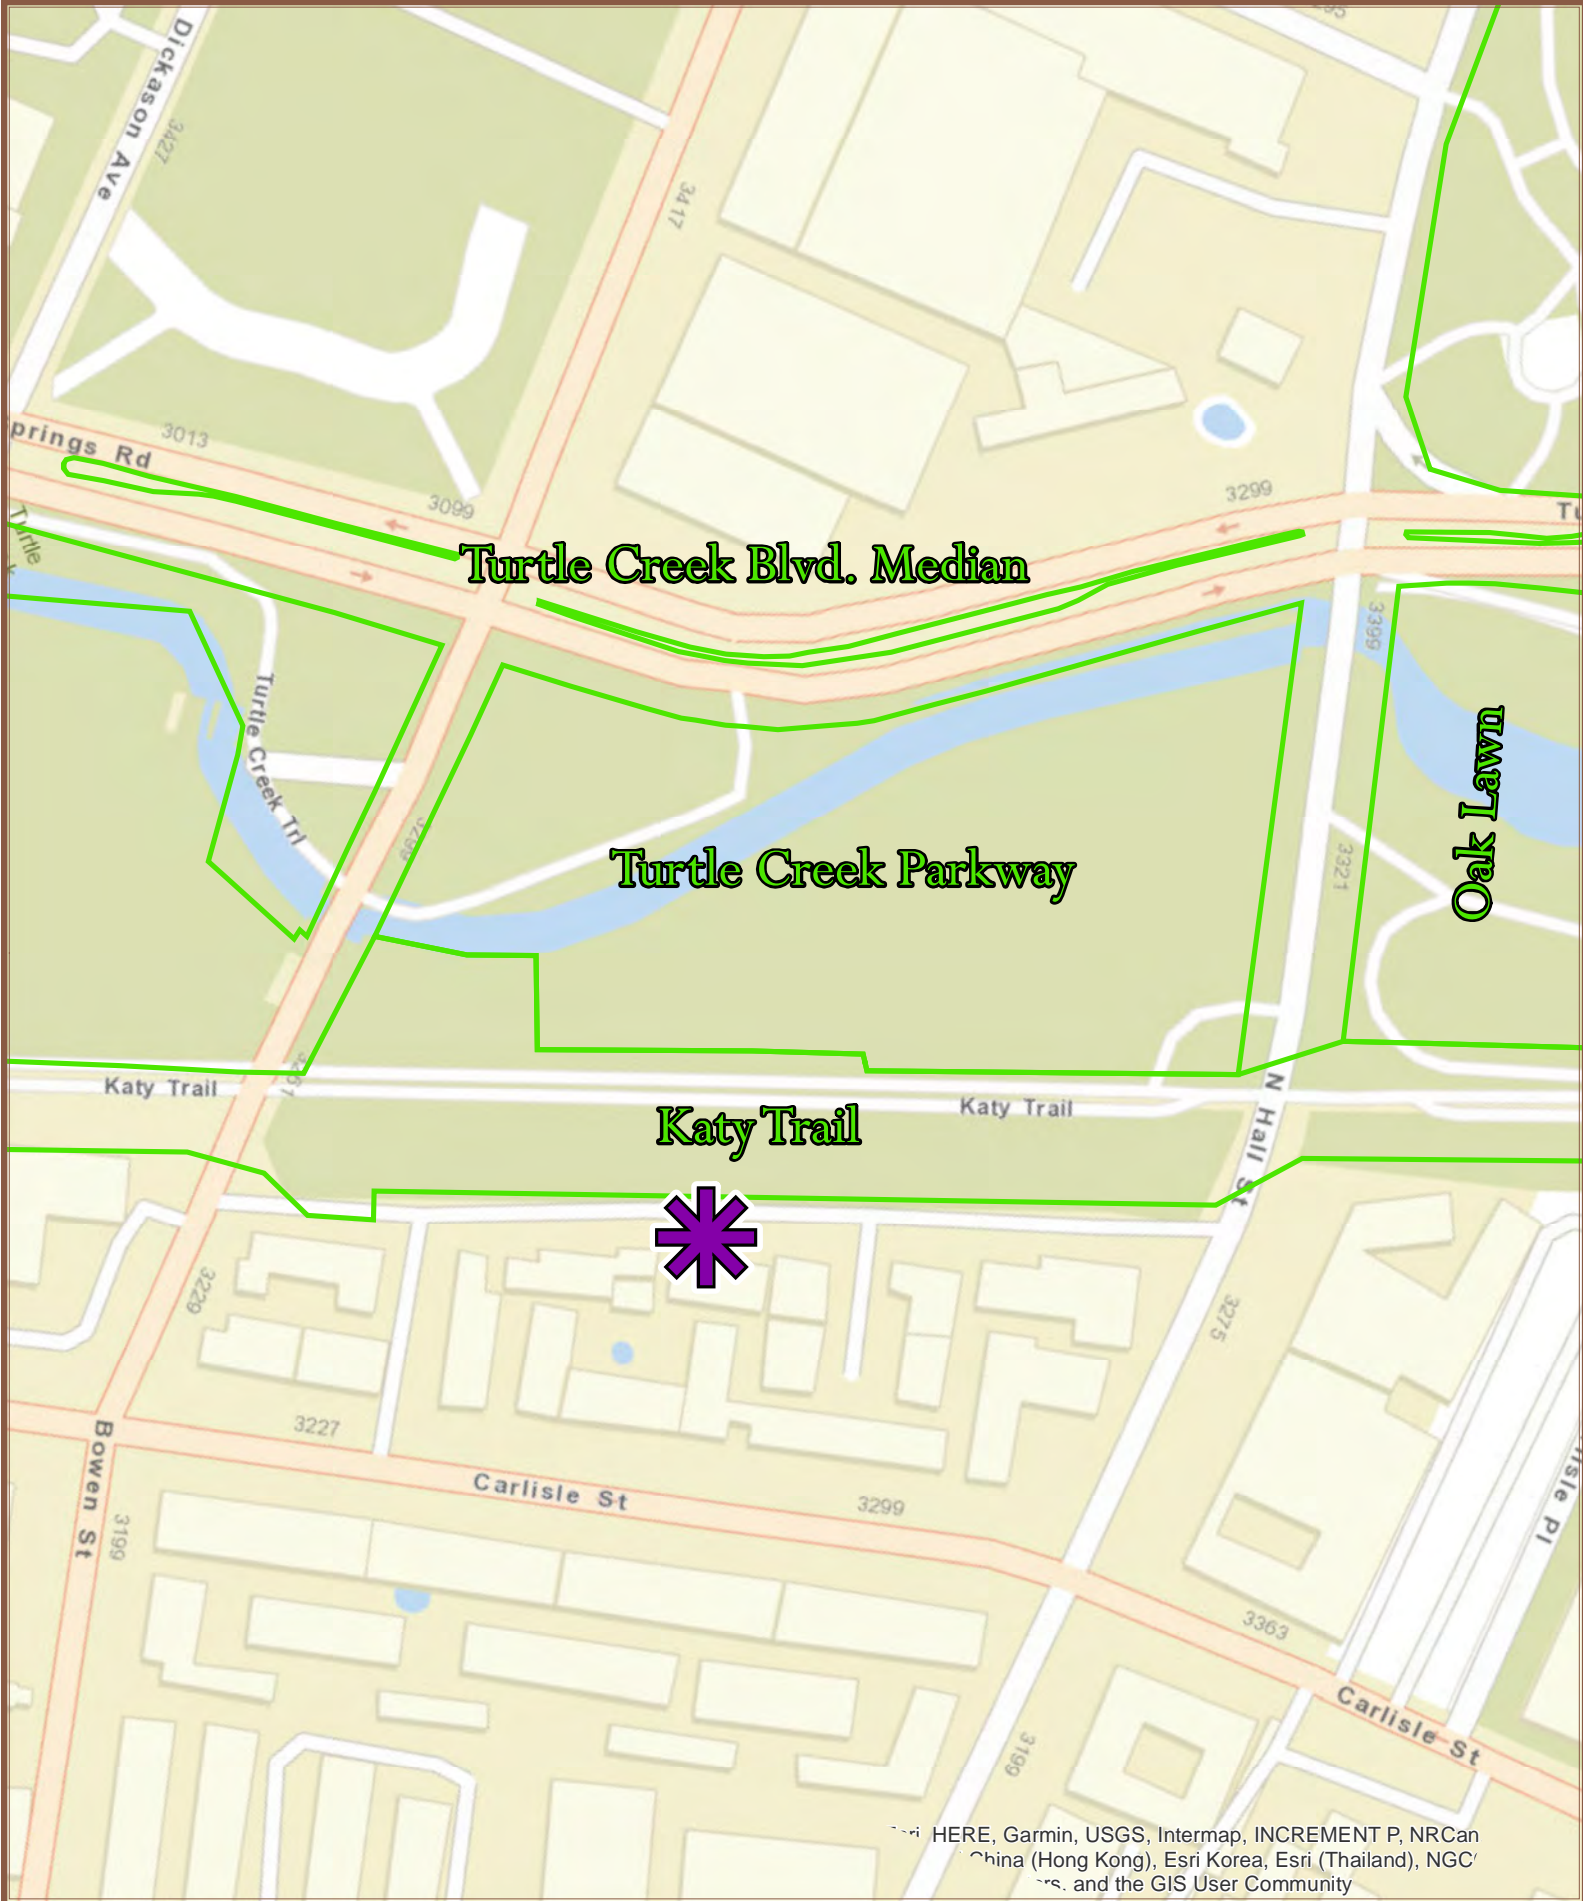 Dickason Ave
3427
3417
prings Rd
3013
3099
3299
Turtle
Turtle Creek Blvd. Median
3399
Turtle Creek Trl
Oak Lawn
3299
Turtle Creek Parkway
3321
3261
Katy Trail
Katy Trail
Katy Trail
N Hall St
3229
3275
3227
Bowen St
Carlisle St
3299
3199
3363
Carlisle St
3199
HERE, Garmin, USGS, Intermap, INCREMENT P, NRCan
China (Hong Kong), Esri Korea, Esri (Thailand), NGC
and the GIS User Community